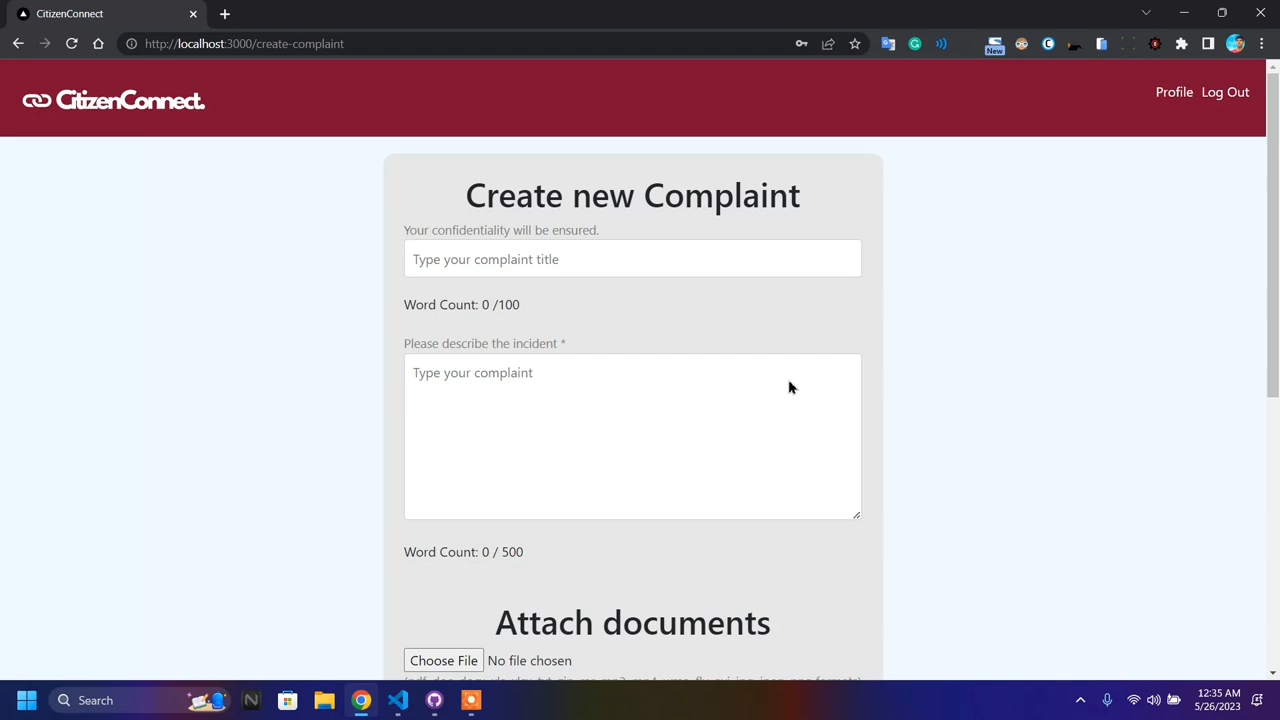 CitizenConnect
http://localhost:3000/create-complaint
New
CitizenConnect.
Profile Log Out
Create new Complaint
Your confidentiality will be ensured.
Type your complaint title
Word Count: 0 /100
Please describe the incident *
Type your complaint
Word Count: 0 / 500
Attach documents
Choose File No file chosen
Search
12:35 AM
5/26/2023